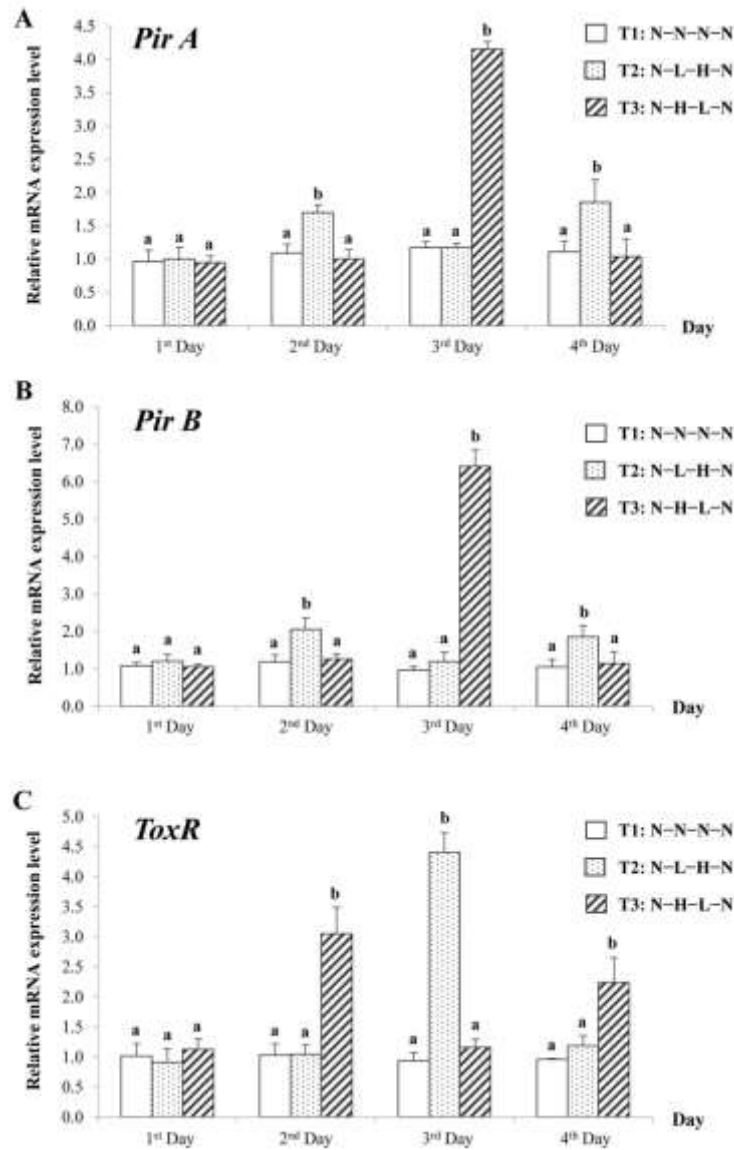 A
Pir A
Relative mRNA expression level
4.5
4.0
3.5
3.0
2.5
2.0
1.5
1.0
0.5
0.0
a a a
a b a
a a b
a b a
1st Day 2nd Day 3rd Day 4th Day
Day
T1: N−N−N−N
T2: N−L−H−N
T3: N−H−L−N
B
Pir B
Relative mRNA expression level
8.0
7.0
6.0
5.0
4.0
3.0
2.0
1.0
0.0
a a a
a b a
a a b
a b a
1st Day 2nd Day 3rd Day 4th Day
Day
T1: N−N−N−N
T2: N−L−H−N
T3: N−H−L−N
C
ToxR
Relative mRNA expression level
5.0
4.5
4.0
3.5
3.0
2.5
2.0
1.5
1.0
0.5
0.0
a a a
a a b
a b a
a a b
1st Day 2nd Day 3rd Day 4th Day
Day
T1: N−N−N−N
T2: N−L−H−N
T3: N−H−L−N